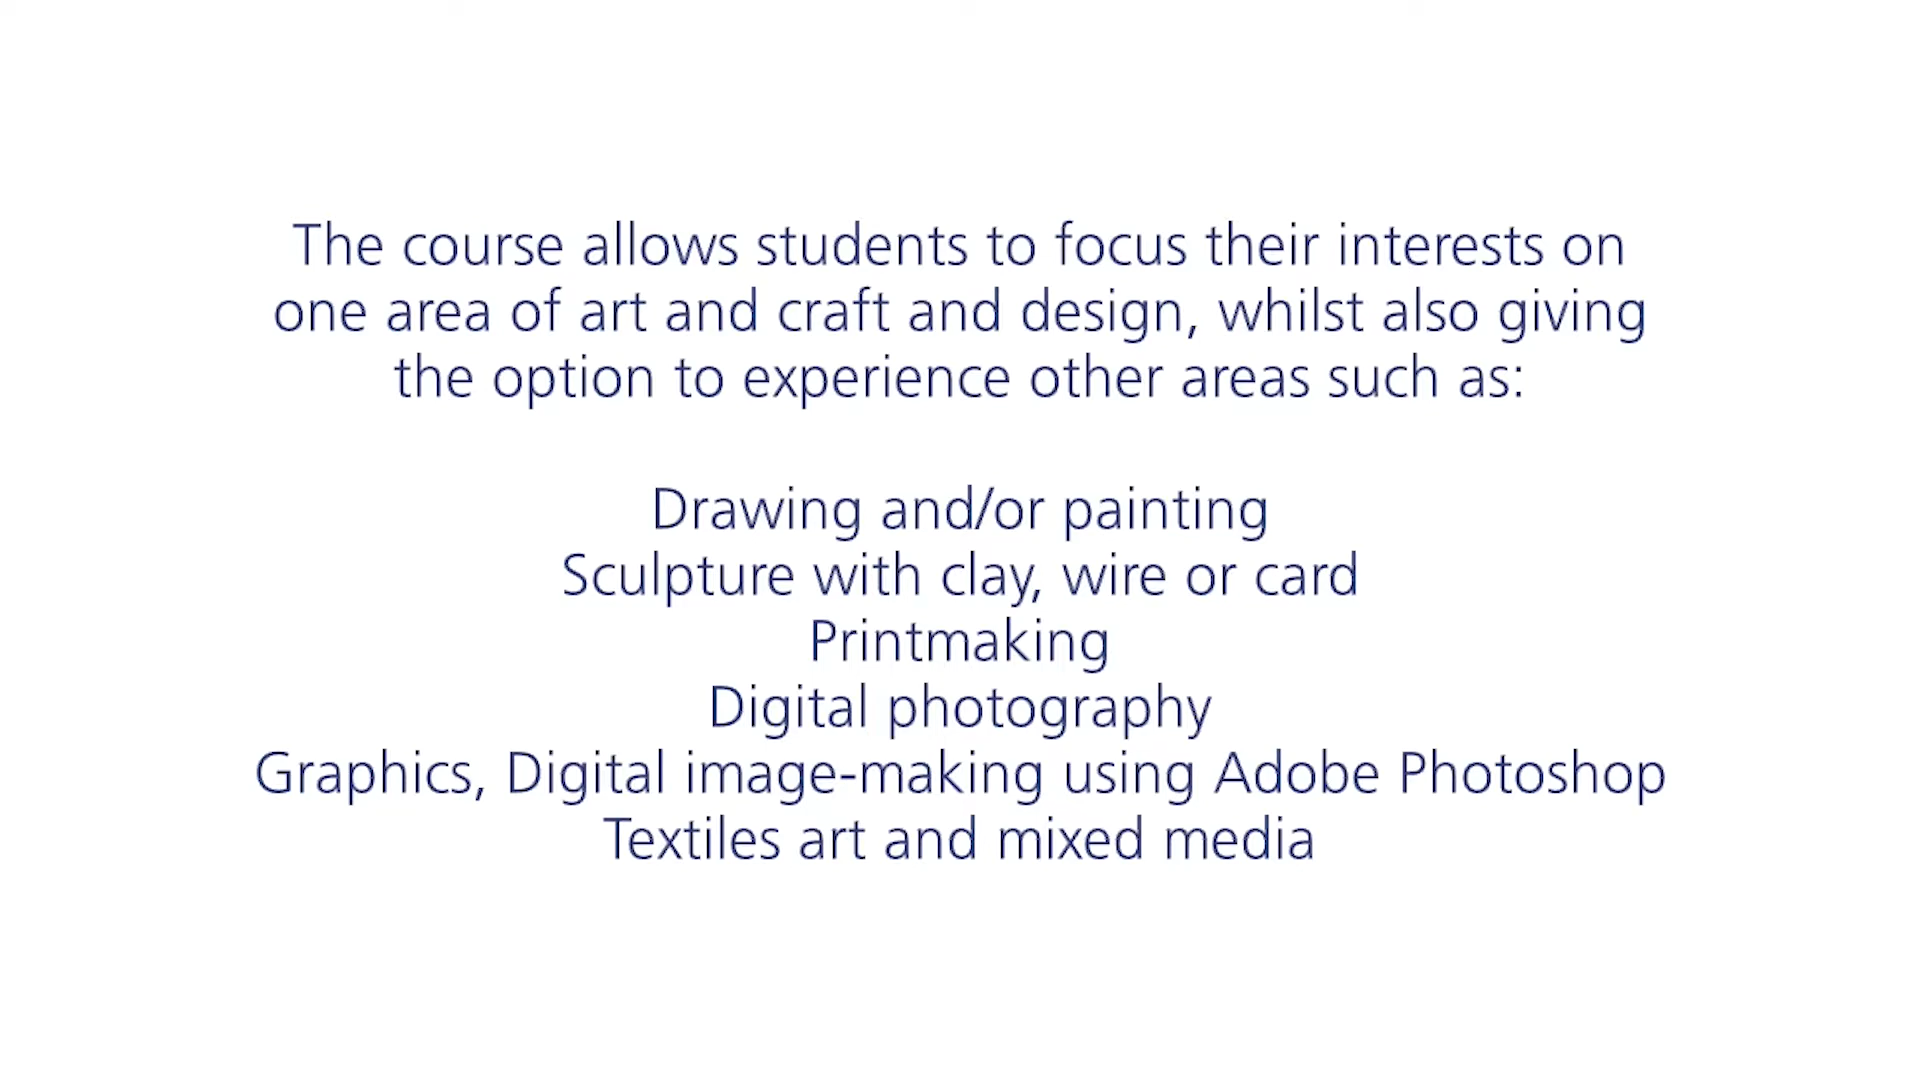 The course allows students to focus their interests on
one area of art and craft and design, whilst also giving
the option to experience other areas such as:
Drawing and/or painting
Sculpture with clay, wire or card
Printmaking
Digital photography
Graphics, Digital image-making using Adobe Photoshop
Textiles art and mixed media